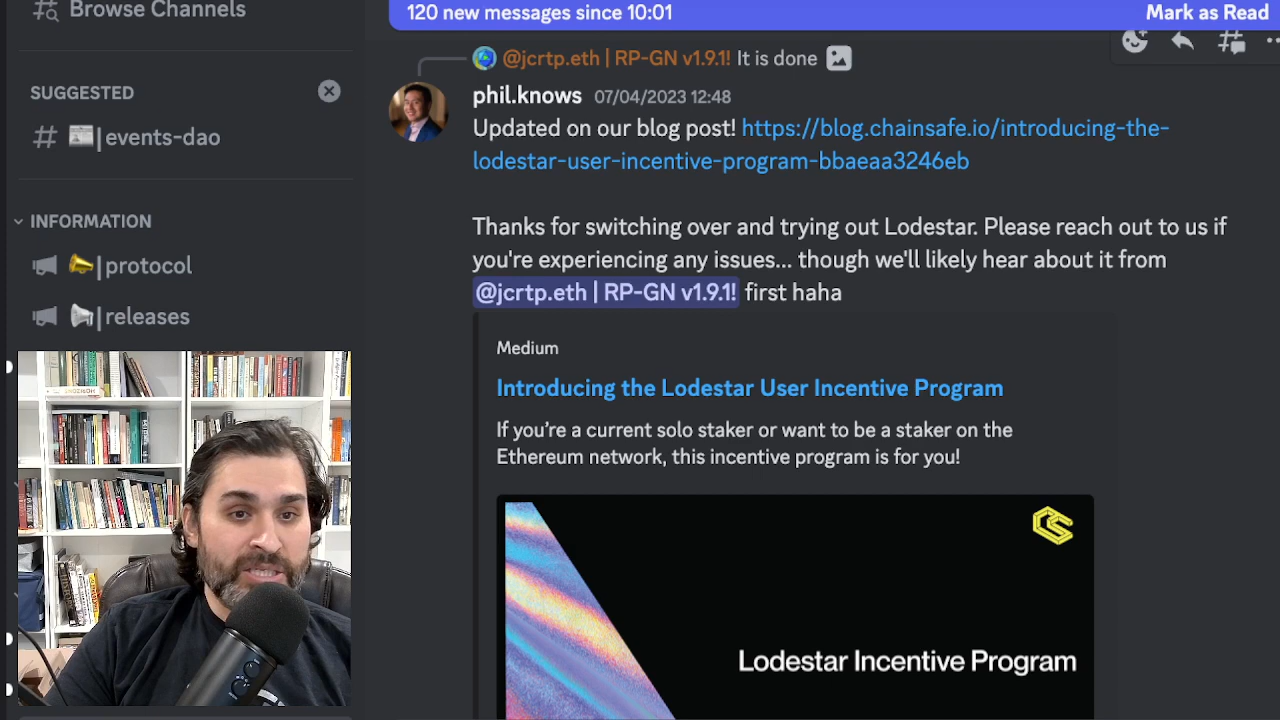 Browse Channels
SUGGESTED
events-dao
INFORMATION
protocol
releases
120 new messages since 10:01
Mark as Read
@jcrtp.eth | RP-GN v1.9.1! It is done
phil.knows 07/04/2023 12:48
Updated on our blog post! https://blog.chainsafe.io/introducing-the-
lodestar-user-incentive-program-bbaeaa3246eb
Thanks for switching over and trying out Lodestar. Please reach out to us if
you're experiencing any issues... though we'll likely hear about it from
@jcrtp.eth | RP-GN v1.9.1! first haha
Medium
Introducing the Lodestar User Incentive Program
If you're a current solo staker or want to be a staker on the
Ethereum network, this incentive program is for you!
Lodestar Incentive Program